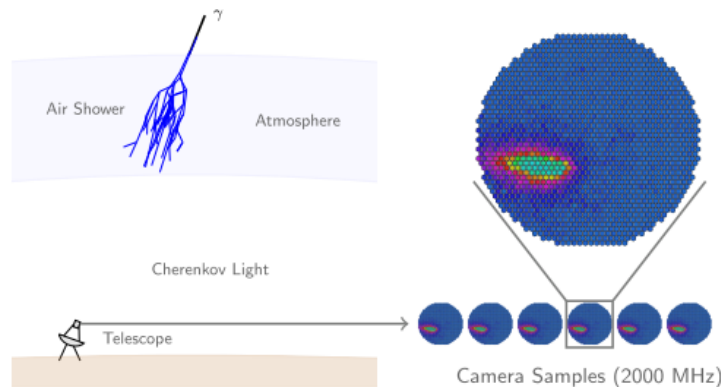 γ
Air Shower
Atmosphere
Cherenkov Light
Telescope
Camera Samples (2000 MHz)